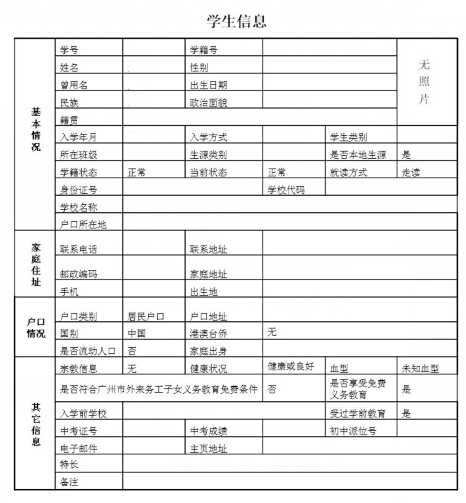 学生信息
学号 学籍号
姓名 性别
曾用名 出生日期
民族 政治面貌
籍贯
无照片
基本情况
入学年月 入学方式 学生类别
所在班级 生源类别 是否本地生源 是
学籍状态 正常 当前状态 正常 就读方式 走读
身份证号 学校代码
学校名称
户口所在地
家庭住址
联系电话 联系地址
邮政编码 家庭地址
手机 出生地
户口情况
户口类别 居民户口 户口地址
国别 中国 港澳台侨 无
是否流动人口 否 家庭出身
其它信息
宗教信息 无 健康状况 健康或良好 血型 未知血型
是否符合广州市外来务工子女义务教育免费条件 否 是否享受免费义务教育 是
入学前学校 受过学前教育 是
中考证号 中考成绩 初中派位号
电子邮件 主页地址
特长
备注